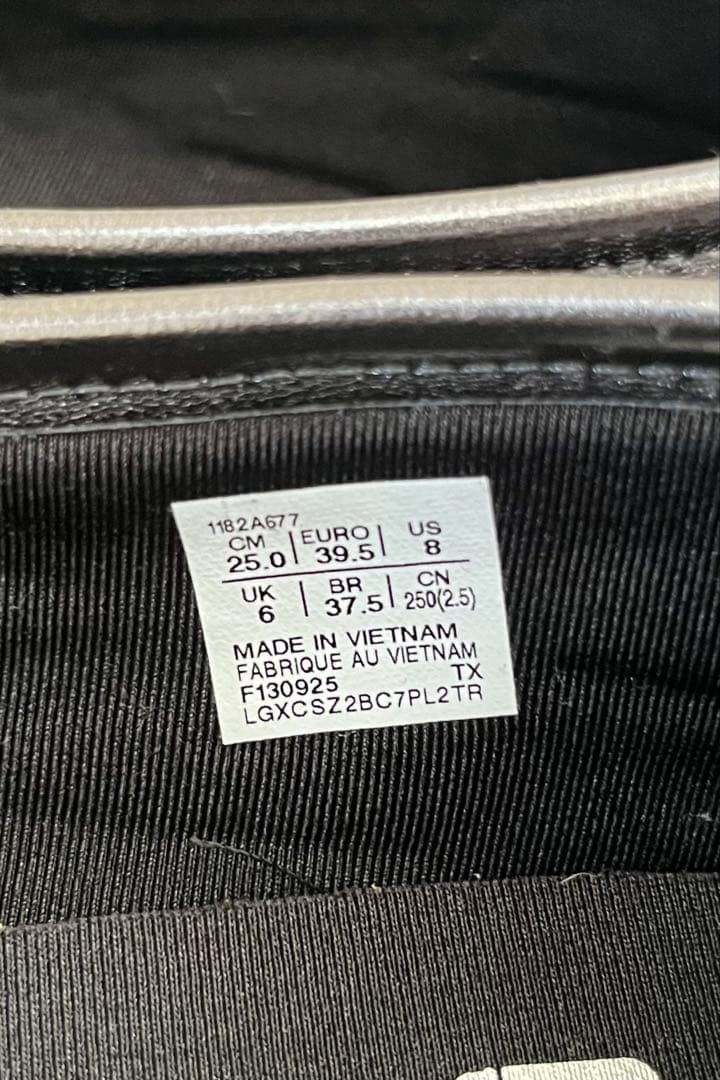 1182A677
CM | EURO | US
25.0 | 39.5 | 8
UK | BR | CN
6 | 37.5 | 250(2.5)
MADE IN VIETNAM
FABRIQUE AU VIETNAM
F130925 TX
LGXCSZ2BC7PL2TR